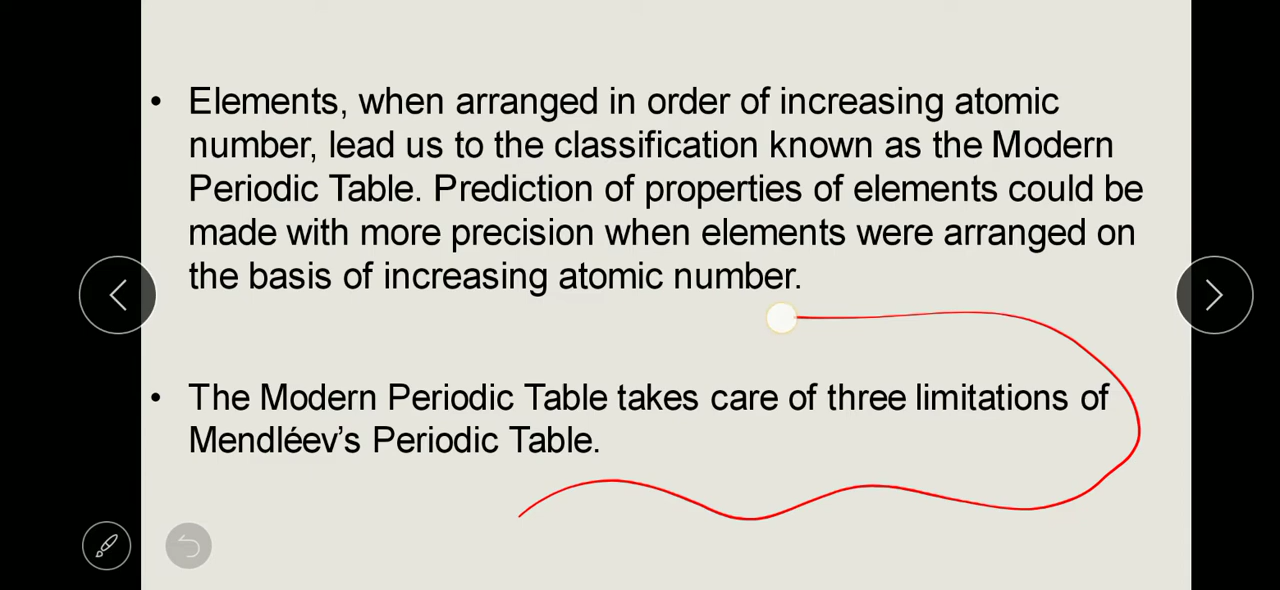 • Elements, when arranged in order of increasing atomic
number, lead us to the classification known as the Modern
Periodic Table. Prediction of properties of elements could be
made with more precision when elements were arranged on
the basis of increasing atomic number.
• The Modern Periodic Table takes care of three limitations of
Mendléev’s Periodic Table.